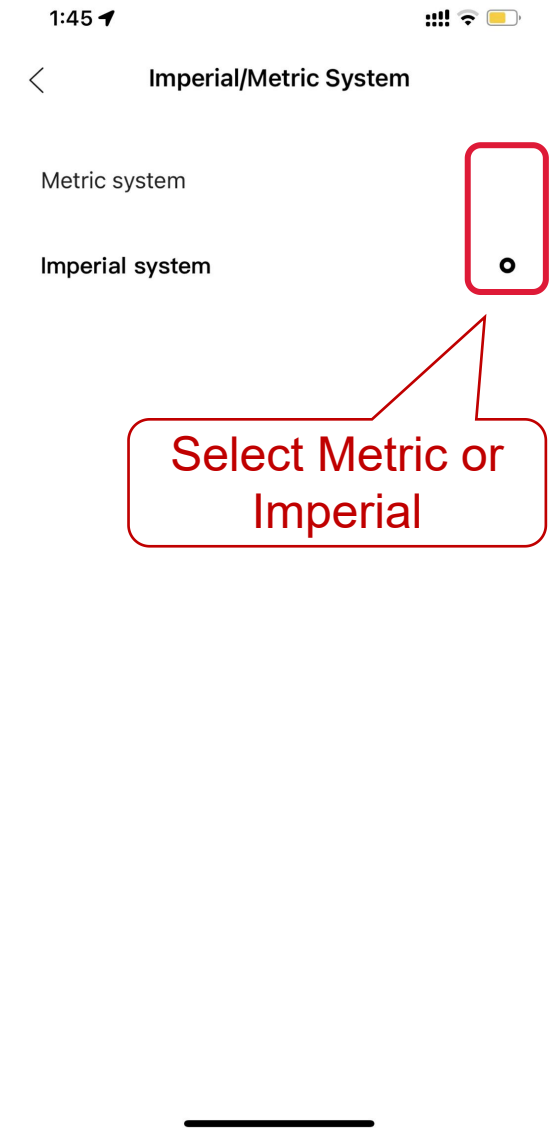 1:45
Imperial/Metric System
Metric system
Imperial system
Select Metric or
Imperial